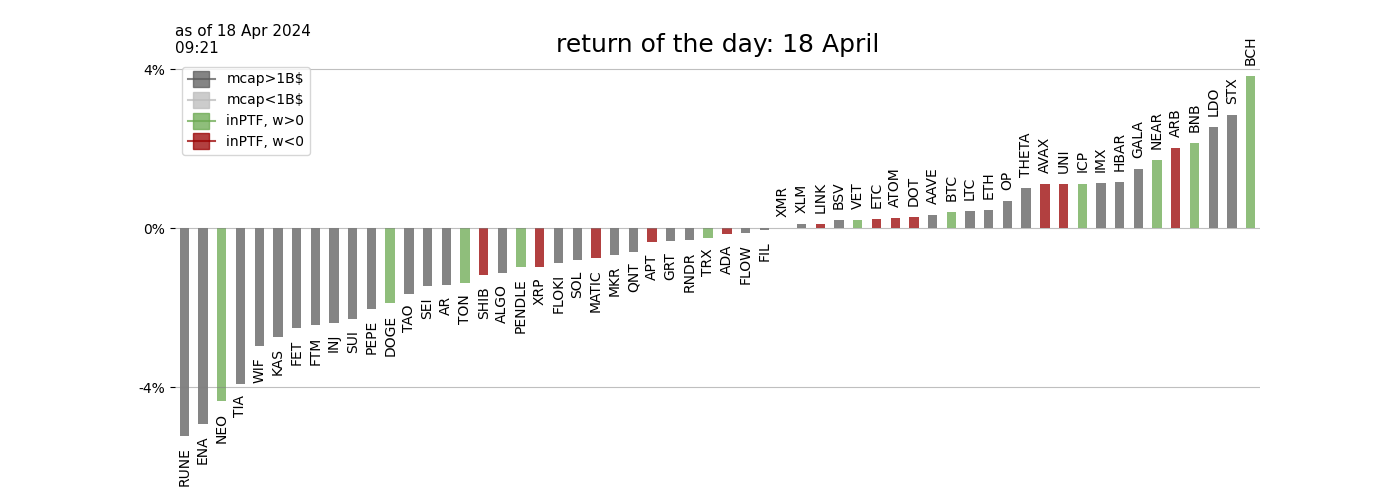 as of 18 Apr 2024
09:21
return of the day: 18 April
4%
0%
-4%
mcap>1B$
mcap<1B$
inPTF, w>0
inPTF, w<0
RUNE
ENA
NEO
TIA
WIF
KAS
FET
FTM
INJ
SUI
PEPE
DOGE
TAO
SEI
AR
TON
SHIB
ALGO
PENDLE
XRP
FLOKI
SOL
MATIC
MKR
QNT
APT
GRT
RNDR
TRX
ADA
FLOW
FIL
XMR
XLM
LINK
BSV
VET
ETC
ATOM
DOT
AAVE
BTC
LTC
ETH
OP
THETA
AVAX
UNI
ICP
IMX
HBAR
GALA
NEAR
ARB
BNB
LDO
STX
BCH